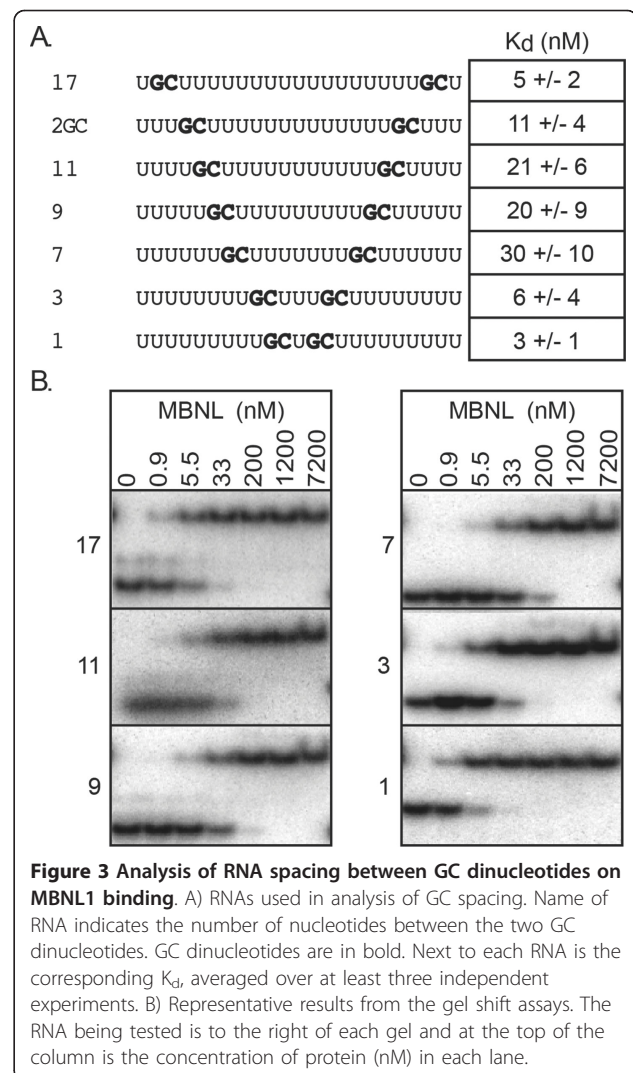 A.
Kd (nM)
17 UGCUUUUUUUUUUUUUUUUUGCU 5 +/- 2
2GC UUUGCUUUUUUUUUUUUUGCUUU 11 +/- 4
11 UUUUGCUUUUUUUUUUUGCUUUU 21 +/- 6
9 UUUUUGCUUUUUUUUUGCUUUUU 20 +/- 9
7 UUUUUUGCUUUUUUUGCUUUUUU 30 +/- 10
3 UUUUUUUUGCUUUGCUUUUUUUU 6 +/- 4
1 UUUUUUUUUGCUGCUUUUUUUUU 3 +/- 1
B.
MBNL (nM)
0 0.9 5.5 33 200 1200 7200
17
11
9
MBNL (nM)
0 0.9 5.5 33 200 1200 7200
7
3
1
Figure 3 Analysis of RNA spacing between GC dinucleotides on
MBNL1 binding. A) RNAs used in analysis of GC spacing. Name of
RNA indicates the number of nucleotides between the two GC
dinucleotides. GC dinucleotides are in bold. Next to each RNA is the
corresponding Kd, averaged over at least three independent
experiments. B) Representative results from the gel shift assays. The
RNA being tested is to the right of each gel and at the top of the
column is the concentration of protein (nM) in each lane.